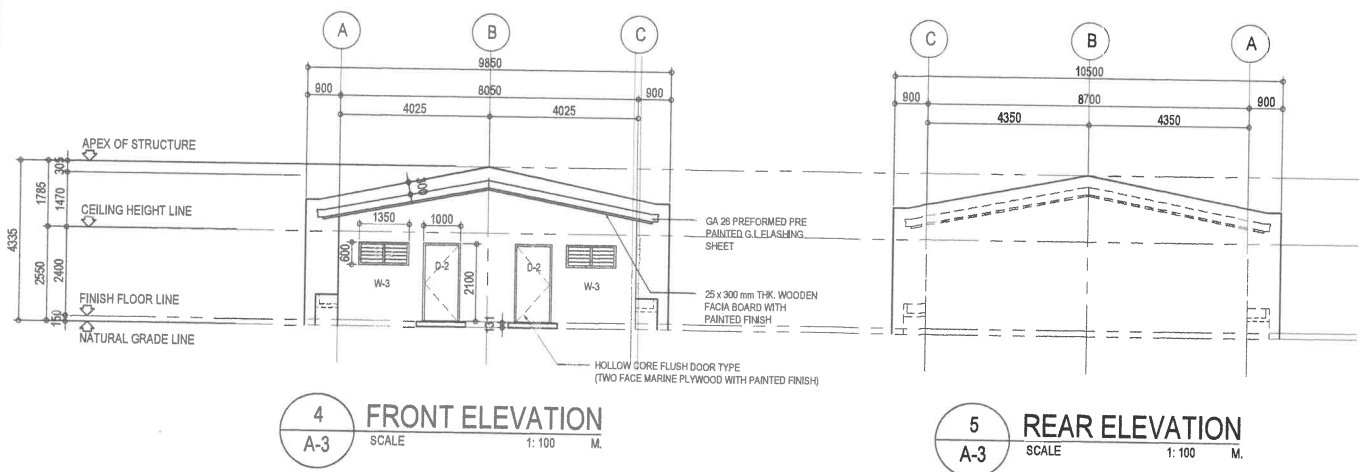 A
B
C
9850
900
8050
900
4025
4025
APEX OF STRUCTURE
305
1785
1470
300
CEILING HEIGHT LINE
1350
1000
4335
600
D-2
D-2
W-3
W-3
2100
2550
2400
FINISH FLOOR LINE
150
NATURAL GRADE LINE
GA 26 PREFORMED PRE
PAINTED G.I.FLASHING
SHEET
25 x 300 mm THK. WOODEN
FACIA BOARD WITH
PAINTED FINISH
HOLLOW CORE FLUSH DOOR TYPE
(TWO FACE MARINE PLYWOOD WITH PAINTED FINISH)
4
A-3
FRONT ELEVATION
SCALE 1: 100 M.
C
B
A
10500
900
8700
900
4350
4350
5
A-3
REAR ELEVATION
SCALE 1: 100 M.